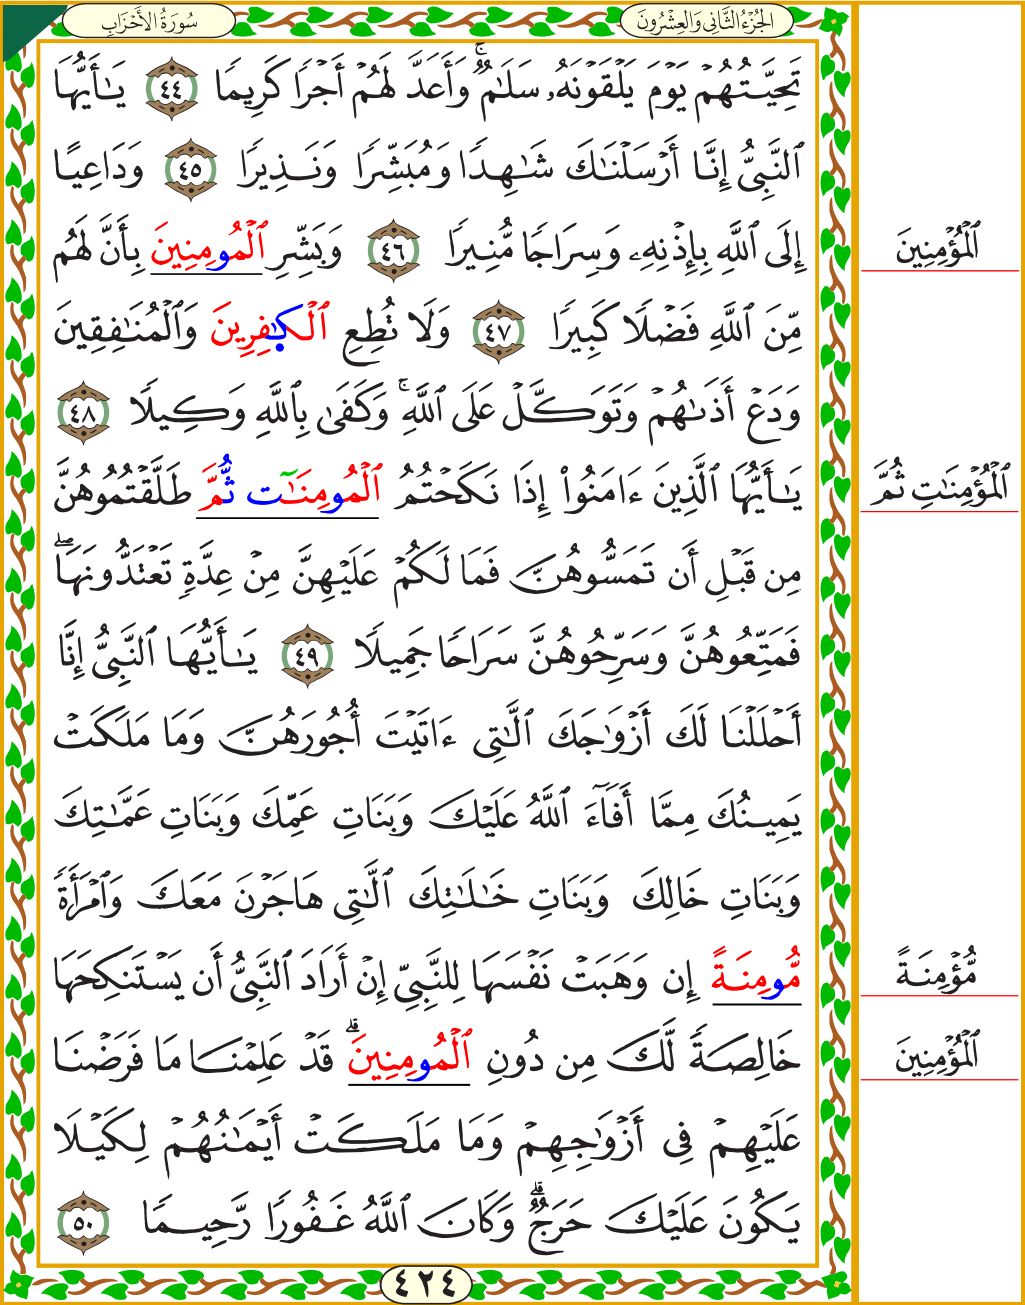 الجُزْءُ الثَّانِي وَالعِشْرُونَ
سُورَةُ الأَحْزَابِ
تَحِيَّتُهُمْ يَوْمَ يَلْقَوْنَهُۥ سَلَٰمٌۚ وَأَعَدَّ لَهُمْ أَجْرًا كَرِيمًا ٤٤ يَٰٓأَيُّهَا
ٱلنَّبِىُّ إِنَّآ أَرْسَلْنَٰكَ شَٰهِدًا وَمُبَشِّرًا وَنَذِيرًا ٤٥ وَدَاعِيًا
إِلَى ٱللَّهِ بِإِذْنِهِۦ وَسِرَاجًا مُّنِيرًا ٤٦ وَبَشِّرِ ٱلْمُومِنِينَ بِأَنَّ لَهُم
ٱلْمُؤْمِنِينَ
مِّنَ ٱللَّهِ فَضْلًا كَبِيرًا ٤٧ وَلَا تُطِعِ ٱلْكَٰفِرِينَ وَٱلْمُنَٰفِقِينَ
وَدَعْ أَذَىٰهُمْ وَتَوَكَّلْ عَلَى ٱللَّهِۚ وَكَفَىٰ بِٱللَّهِ وَكِيلًا ٤٨
يَٰٓأَيُّهَا ٱلَّذِينَ ءَامَنُوٓا۟ إِذَا نَكَحْتُمُ ٱلْمُومِنَٰٓت ثُّمَّ طَلَّقْتُمُوهُنَّ
ٱلْمُؤْمِنَٰتِ ثُمَّ
مِن قَبْلِ أَن تَمَسُّوهُنَّ فَمَا لَكُمْ عَلَيْهِنَّ مِنْ عِدَّةٍ تَعْتَدُّونَهَاۖ
فَمَتِّعُوهُنَّ وَسَرِّحُوهُنَّ سَرَاحًا جَمِيلًا ٤٩ يَٰٓأَيُّهَا ٱلنَّبِىُّ إِنَّآ
أَحْلَلْنَا لَكَ أَزْوَٰجَكَ ٱلَّٰتِىٓ ءَاتَيْتَ أُجُورَهُنَّ وَمَا مَلَكَتْ
يَمِينُكَ مِمَّآ أَفَآءَ ٱللَّهُ عَلَيْكَ وَبَنَاتِ عَمِّكَ وَبَنَاتِ عَمَّٰتِكَ
وَبَنَاتِ خَالِكَ وَبَنَاتِ خَٰلَٰتِكَ ٱلَّٰتِى هَاجَرْنَ مَعَكَ وَٱمْرَأَةً
مُّومِنَةً إِن وَهَبَتْ نَفْسَهَا لِلنَّبِىِّ إِنْ أَرَادَ ٱلنَّبِىُّ أَن يَسْتَنكِحَهَا
مُّؤْمِنَةً
خَالِصَةً لَّكَ مِن دُونِ ٱلْمُومِنِينَۗ قَدْ عَلِمْنَا مَا فَرَضْنَا
ٱلْمُؤْمِنِينَ
عَلَيْهِمْ فِىٓ أَزْوَٰجِهِمْ وَمَا مَلَكَتْ أَيْمَٰنُهُمْ لِكَيْلَا
يَكُونَ عَلَيْكَ حَرَجٌۗ وَكَانَ ٱللَّهُ غَفُورًا رَّحِيمًا ٥٠
٤٢٤